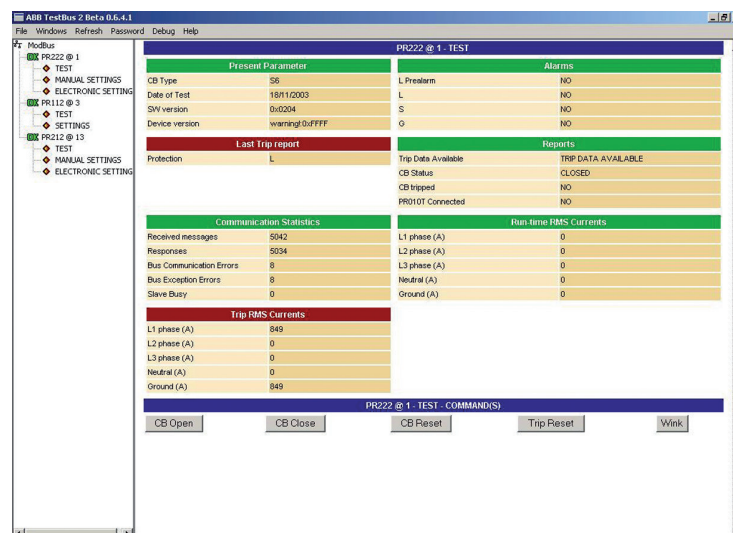 ABB TestBus 2 Beta 0.6.4.1
File Windows Refresh Password Debug Help
ModBus
PR222 @ 1
TEST
MANUAL SETTINGS
ELECTRONIC SETTING
PR112 @ 3
TEST
SETTINGS
PR212 @ 13
TEST
MANUAL SETTINGS
ELECTRONIC SETTING
PR222 @ 1 - TEST
Present Parameter
CB Type S6
Date of Test 18/11/2003
SW version 0x0204
Device version warning!:0xFFFF
Alarms
L Prealarm NO
L NO
S NO
G NO
Last Trip report
Protection L
Reports
Trip Data Available TRIP DATA AVAILABLE
CB Status CLOSED
CB tripped NO
PR010T Connected NO
Communication Statistics
Received messages 5042
Responses 5034
Bus Communication Errors 8
Bus Exception Errors 8
Slave Busy 0
Run-time RMS Currents
L1 phase (A) 0
L2 phase (A) 0
L3 phase (A) 0
Neutral (A) 0
Ground (A) 0
Trip RMS Currents
L1 phase (A) 849
L2 phase (A) 0
L3 phase (A) 0
Neutral (A) 0
Ground (A) 849
PR222 @ 1 - TEST - COMMAND(S)
CB Open CB Close CB Reset Trip Reset Wink